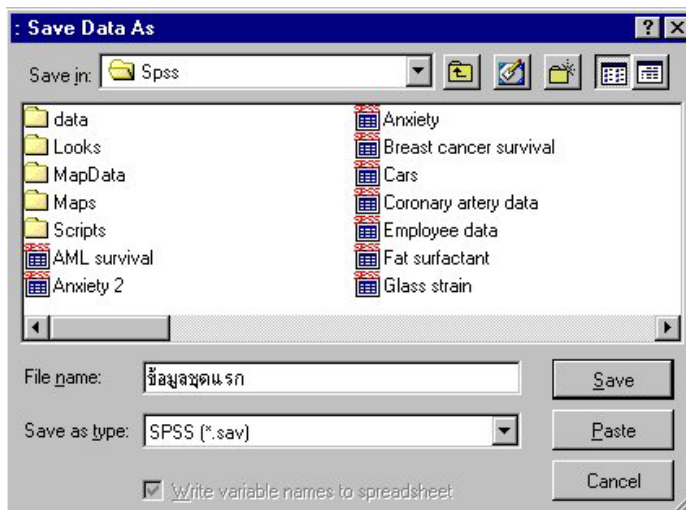 : Save Data As
Save in: Spss
data
Looks
MapData
Maps
Scripts
AML survival
Anxiety 2
Anxiety
Breast cancer survival
Cars
Coronary artery data
Employee data
Fat surfactant
Glass strain
File name: ข้อมูลชุดแรก Save
Save as type: SPSS (*.sav) Paste
Write variable names to spreadsheet Cancel